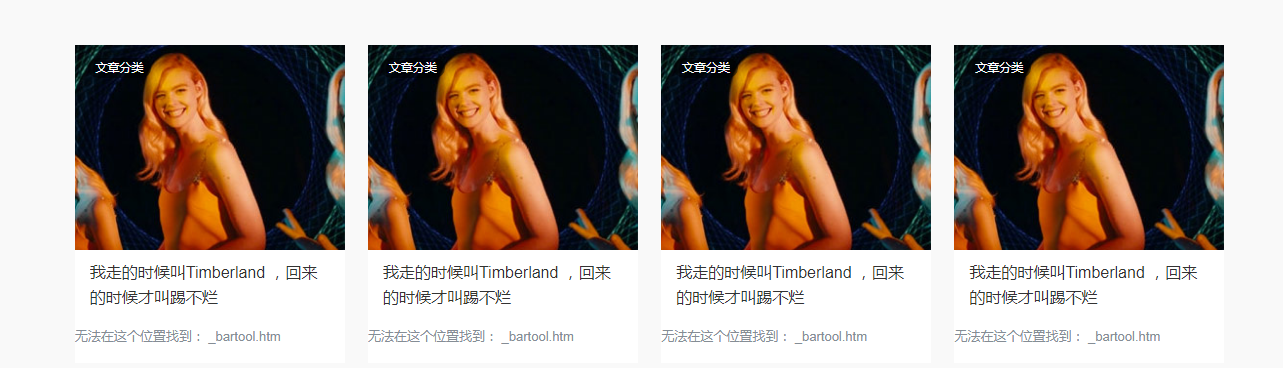 文章分类 文章分类 文章分类 文章分类
我走的时候叫Timberland ，回来 我走的时候叫Timberland ，回来 我走的时候叫Timberland ，回来 我走的时候叫Timberland ，回来
的时候才叫踢不烂 的时候才叫踢不烂 的时候才叫踢不烂 的时候才叫踢不烂
无法在这个位置找到： _bartool.htm 无法在这个位置找到： _bartool.htm 无法在这个位置找到： _bartool.htm 无法在这个位置找到： _bartool.htm